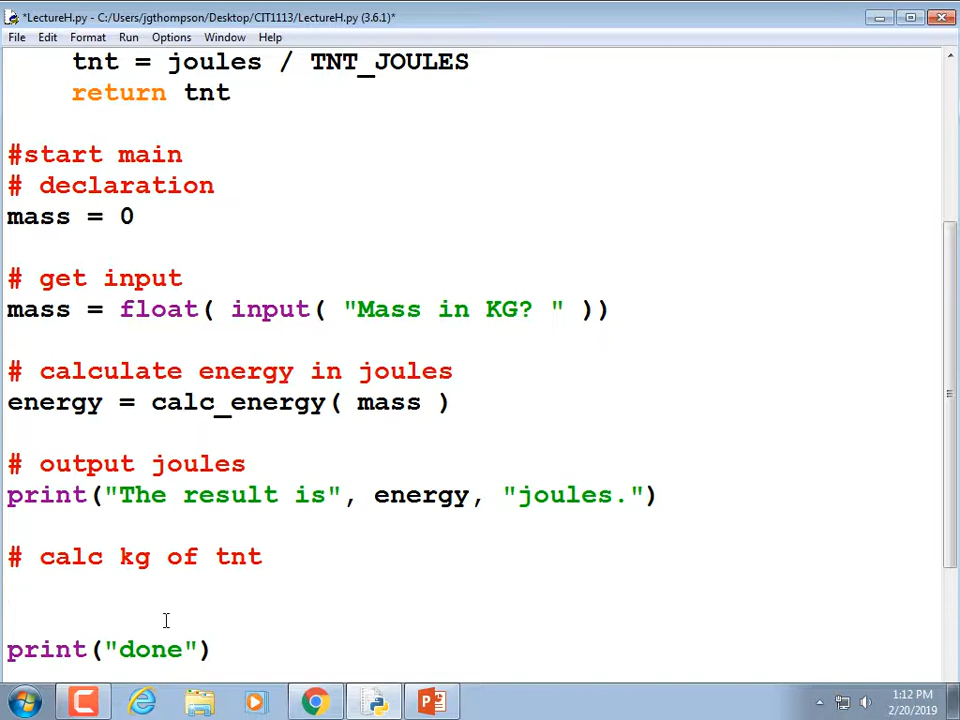 *LectureH.py - C:/Users/jgthompson/Desktop/CIT1113/LectureH.py (3.6.1)*
File Edit Format Run Options Window Help
tnt = joules / TNT_JOULES
return tnt
#start main
# declaration
mass = 0
# get input
mass = float( input( "Mass in KG? " ))
# calculate energy in joules
energy = calc_energy( mass )
# output joules
print("The result is", energy, "joules.")
# calc kg of tnt
print("done")
1:12 PM
2/20/2019